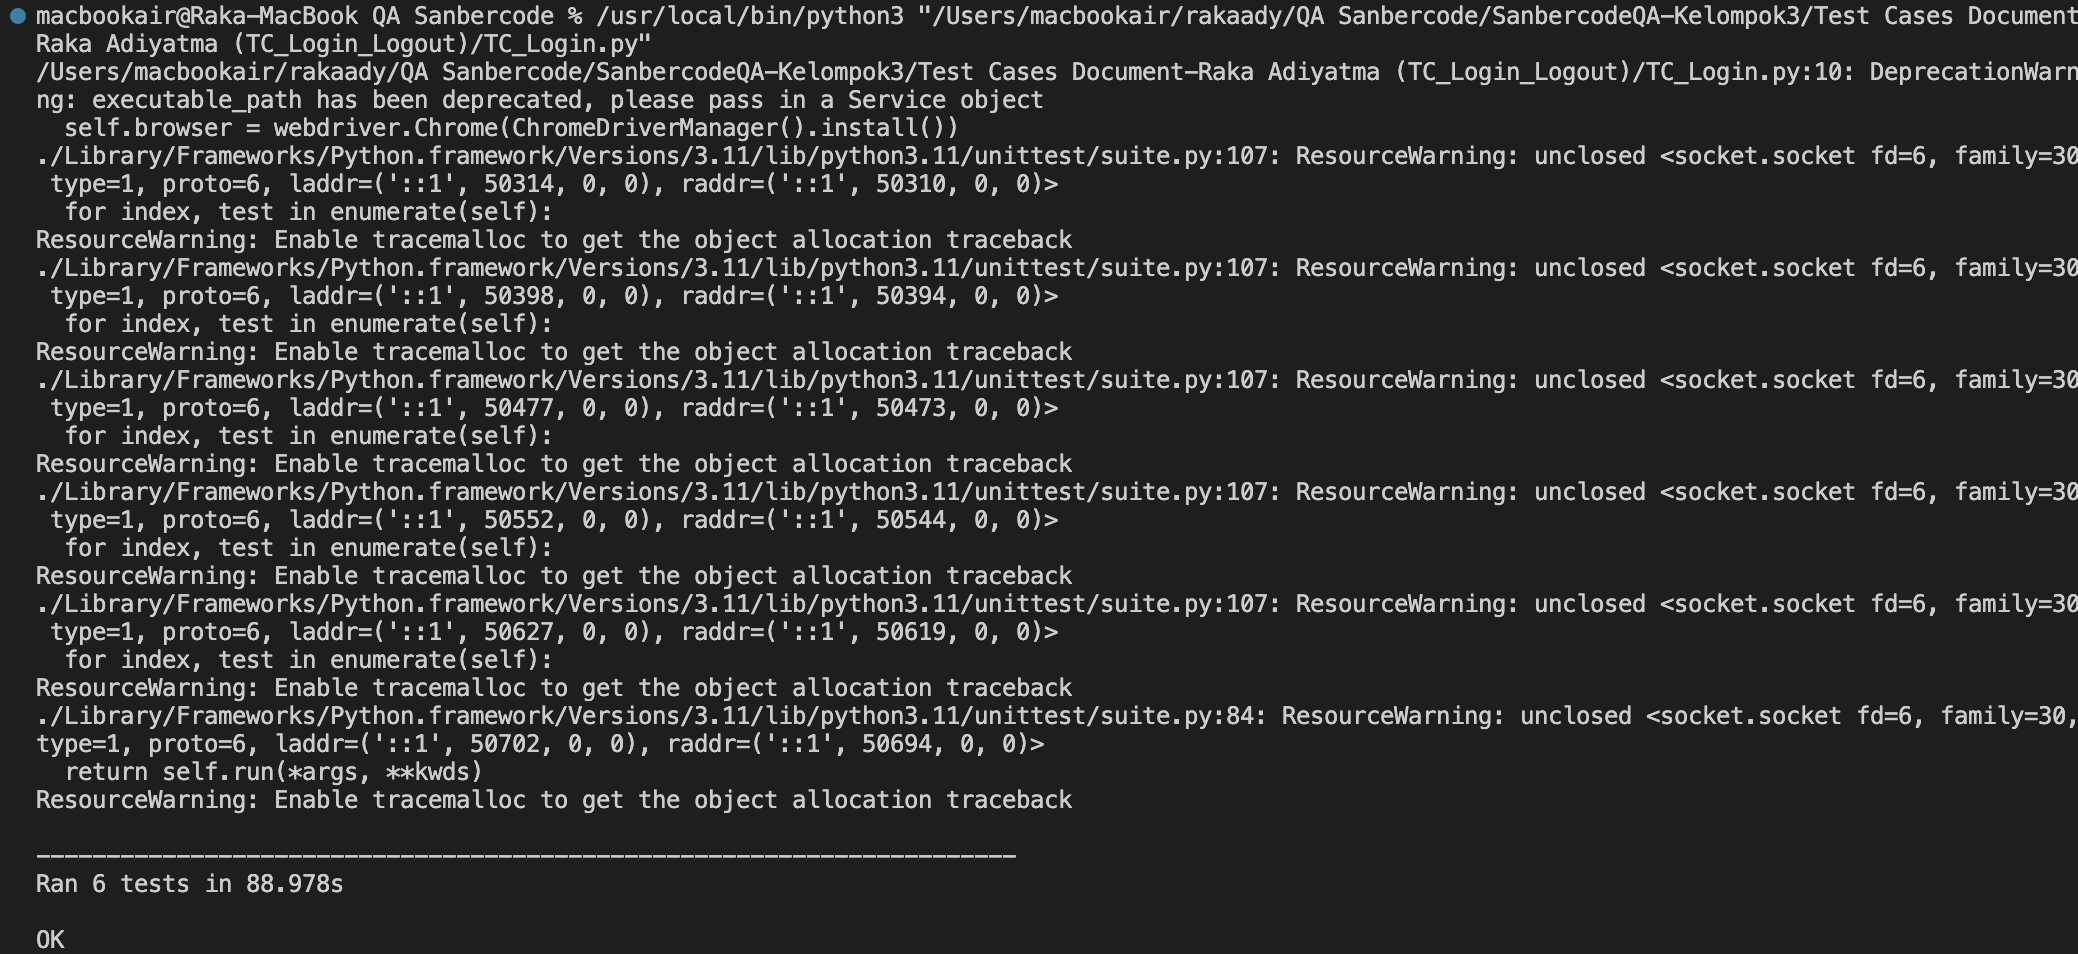 macbookair@Raka-MacBook QA Sanbercode % /usr/local/bin/python3 "/Users/macbookair/rakaady/QA Sanbercode/SanbercodeQA-Kelompok3/Test Cases Document
Raka Adiyatma (TC_Login_Logout)/TC_Login.py"
/Users/macbookair/rakaady/QA Sanbercode/SanbercodeQA-Kelompok3/Test Cases Document-Raka Adiyatma (TC_Login_Logout)/TC_Login.py:10: DeprecationWarn
ng: executable_path has been deprecated, please pass in a Service object
  self.browser = webdriver.Chrome(ChromeDriverManager().install())
./Library/Frameworks/Python.framework/Versions/3.11/lib/python3.11/unittest/suite.py:107: ResourceWarning: unclosed <socket.socket fd=6, family=30
 type=1, proto=6, laddr=('::1', 50314, 0, 0), raddr=('::1', 50310, 0, 0)>
  for index, test in enumerate(self):
ResourceWarning: Enable tracemalloc to get the object allocation traceback
./Library/Frameworks/Python.framework/Versions/3.11/lib/python3.11/unittest/suite.py:107: ResourceWarning: unclosed <socket.socket fd=6, family=30
 type=1, proto=6, laddr=('::1', 50398, 0, 0), raddr=('::1', 50394, 0, 0)>
  for index, test in enumerate(self):
ResourceWarning: Enable tracemalloc to get the object allocation traceback
./Library/Frameworks/Python.framework/Versions/3.11/lib/python3.11/unittest/suite.py:107: ResourceWarning: unclosed <socket.socket fd=6, family=30
 type=1, proto=6, laddr=('::1', 50477, 0, 0), raddr=('::1', 50473, 0, 0)>
  for index, test in enumerate(self):
ResourceWarning: Enable tracemalloc to get the object allocation traceback
./Library/Frameworks/Python.framework/Versions/3.11/lib/python3.11/unittest/suite.py:107: ResourceWarning: unclosed <socket.socket fd=6, family=30
 type=1, proto=6, laddr=('::1', 50552, 0, 0), raddr=('::1', 50544, 0, 0)>
  for index, test in enumerate(self):
ResourceWarning: Enable tracemalloc to get the object allocation traceback
./Library/Frameworks/Python.framework/Versions/3.11/lib/python3.11/unittest/suite.py:107: ResourceWarning: unclosed <socket.socket fd=6, family=30
 type=1, proto=6, laddr=('::1', 50627, 0, 0), raddr=('::1', 50619, 0, 0)>
  for index, test in enumerate(self):
ResourceWarning: Enable tracemalloc to get the object allocation traceback
./Library/Frameworks/Python.framework/Versions/3.11/lib/python3.11/unittest/suite.py:84: ResourceWarning: unclosed <socket.socket fd=6, family=30,
type=1, proto=6, laddr=('::1', 50702, 0, 0), raddr=('::1', 50694, 0, 0)>
  return self.run(*args, **kwds)
ResourceWarning: Enable tracemalloc to get the object allocation traceback

----------------------------------------------------------------------
Ran 6 tests in 88.978s

OK